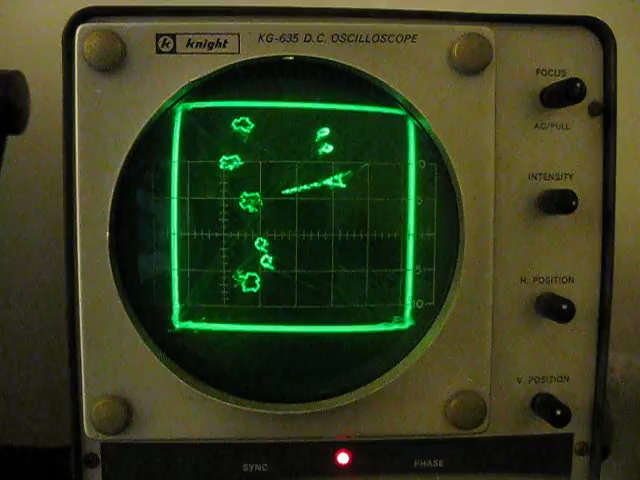 k knight
KG-635 D.C. OSCILLOSCOPE
FOCUS
AC/PULL
INTENSITY
H. POSITION
V. POSITION
SYNC
PHASE